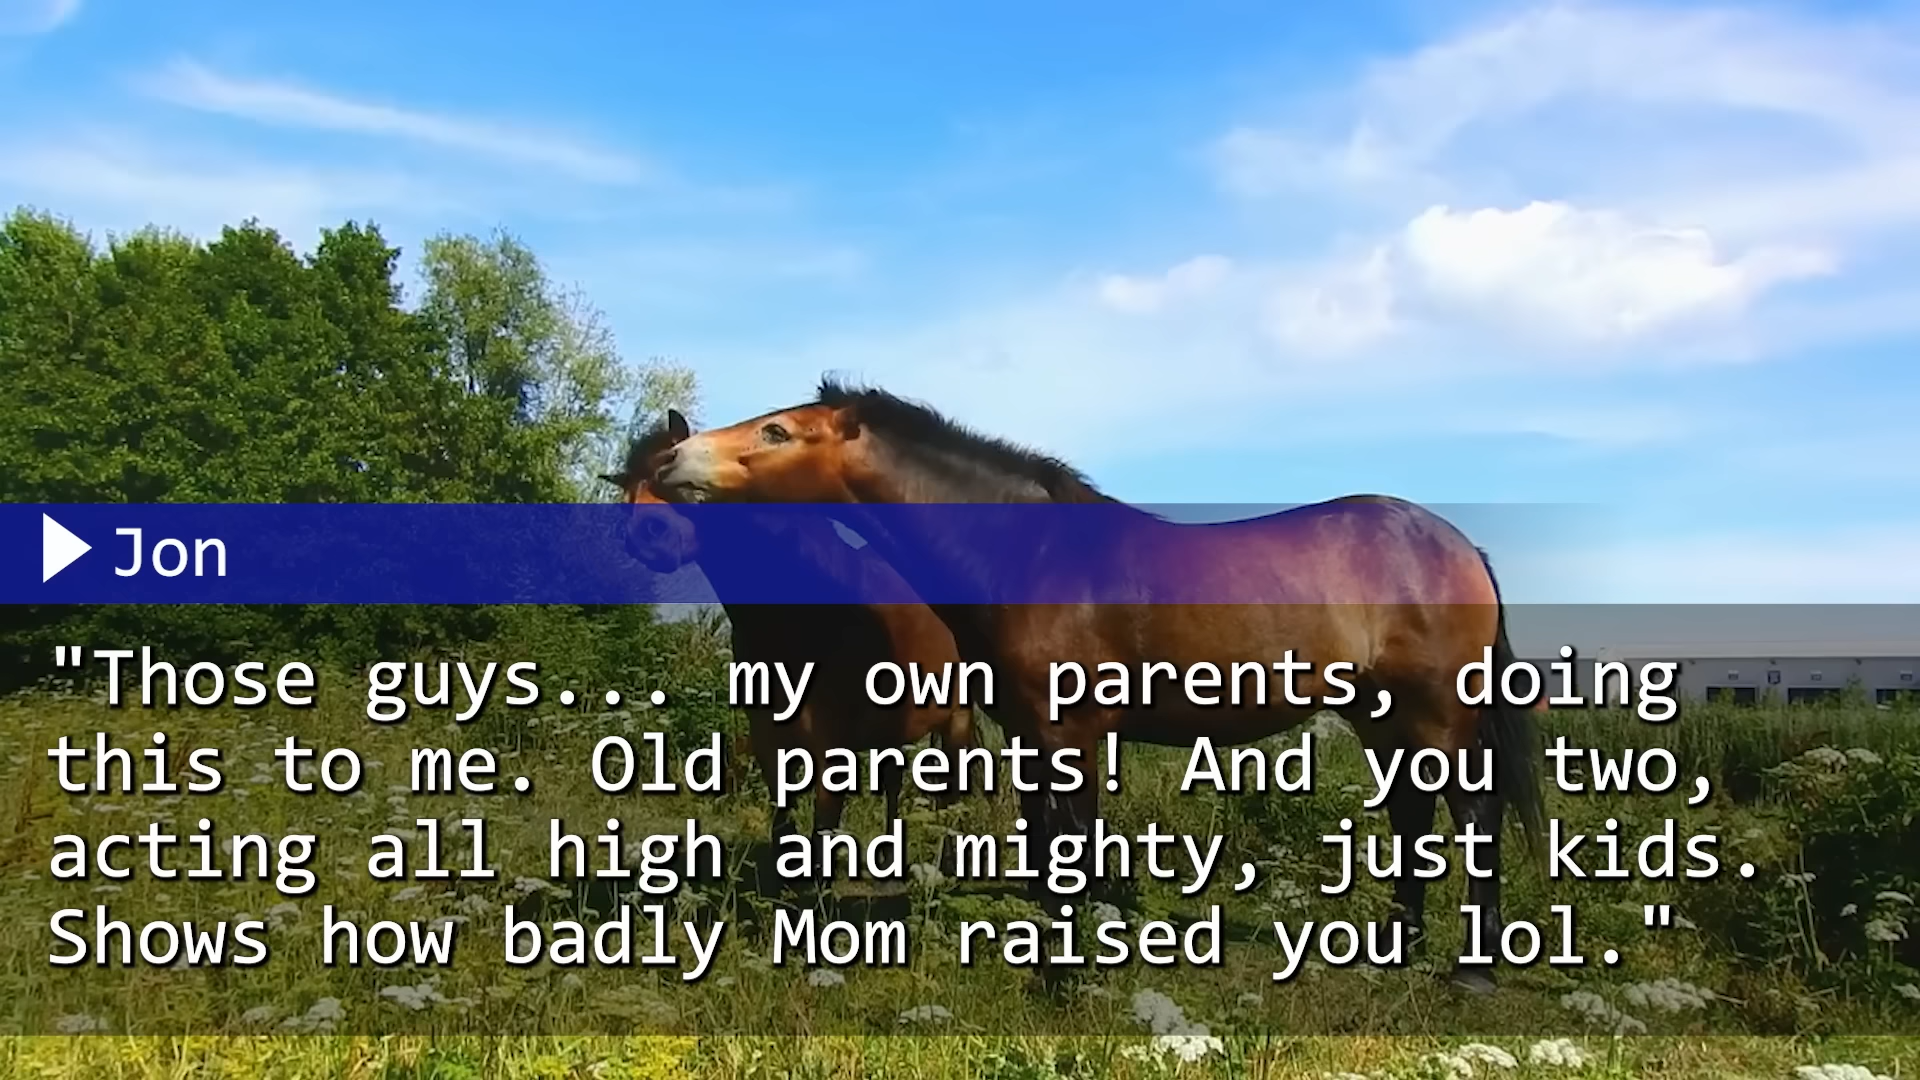 Jon
"Those guys... my own parents, doing
this to me. Old parents! And you two,
acting all high and mighty, just kids.
Shows how badly Mom raised you lol."